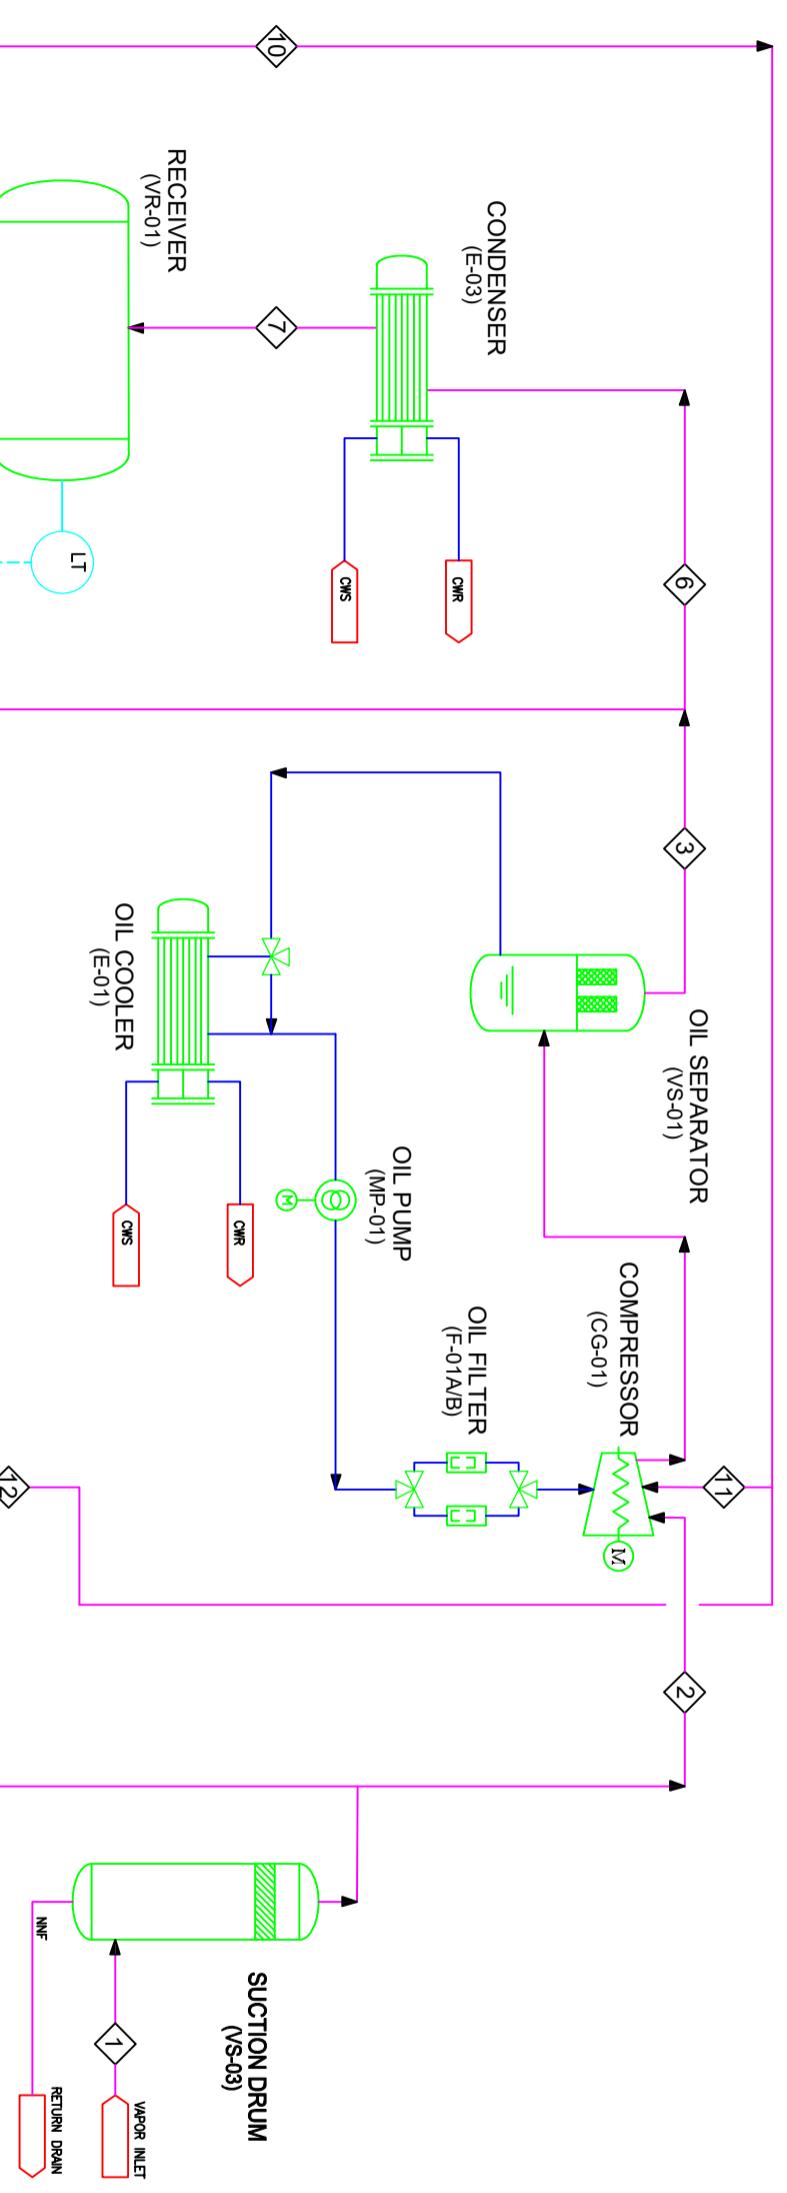 10
RECEIVER
(VR-01)
CONDENSER
(E-03)
7
LT
CWS
CWR
6
3
OIL SEPARATOR
(VS-01)
OIL COOLER
(E-01)
CWS
CWR
OIL PUMP
(MP-01)
M
OIL FILTER
(F-01A/B)
COMPRESSOR
(CG-01)
M
11
12
2
SUCTION DRUM
(VS-03)
NNF
1
VAPOR INLET
RETURN DRAIN